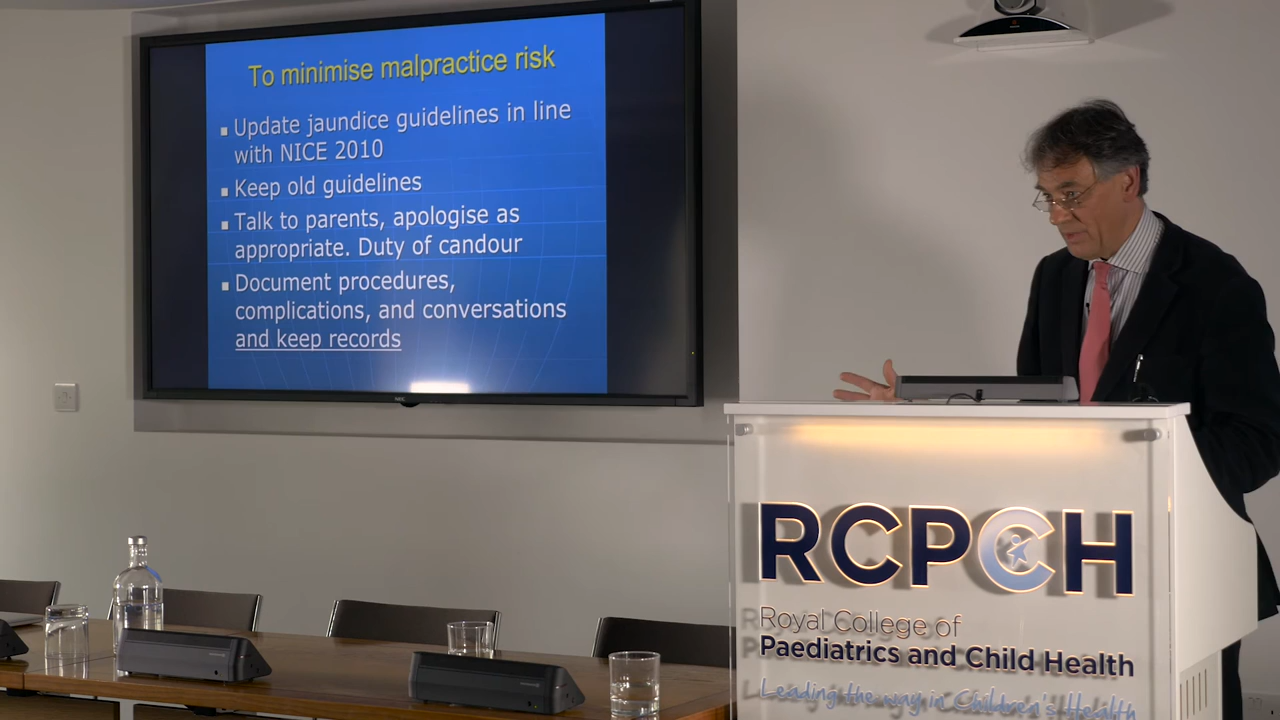 To minimise malpractice risk
Update jaundice guidelines in line
with NICE 2010
Keep old guidelines
Talk to parents, apologise as
appropriate. Duty of candour
Document procedures,
complications, and conversations
and keep records
NEC
RCPCH
Royal College of
Paediatrics and Child Health
Leading the way in Children's Health